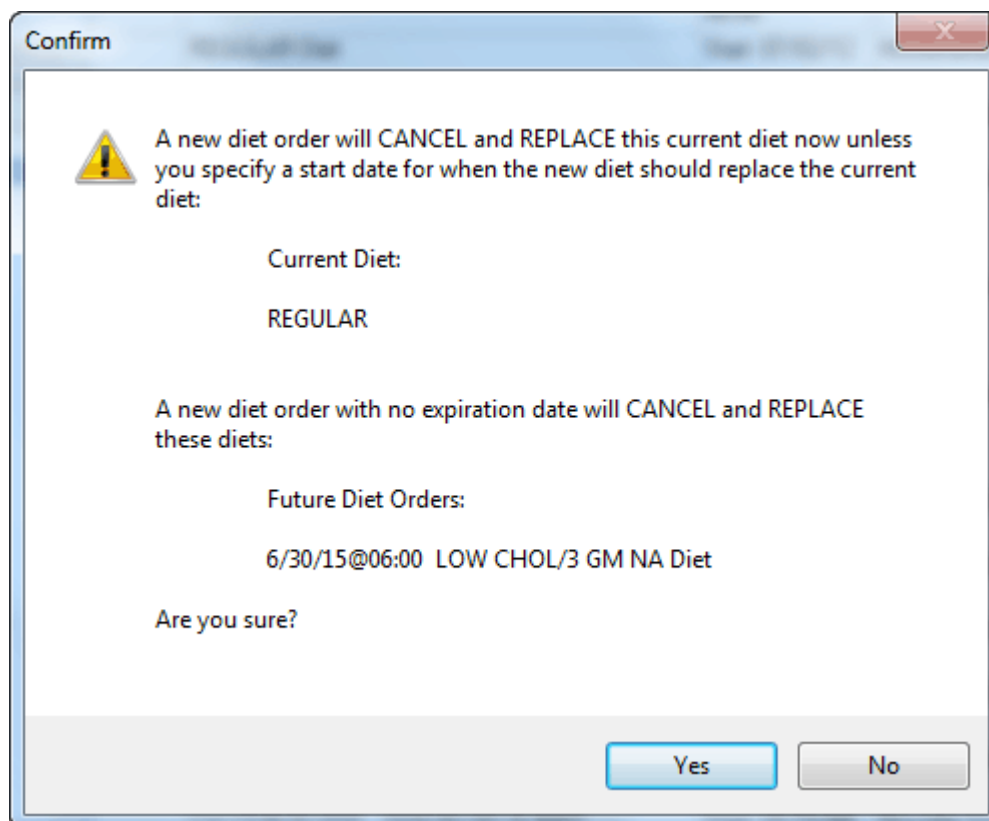 Confirm
A new diet order will CANCEL and REPLACE this current diet now unless
you specify a start date for when the new diet should replace the current
diet:
Current Diet:
REGULAR
A new diet order with no expiration date will CANCEL and REPLACE
these diets:
Future Diet Orders:
6/30/15@06:00  LOW CHOL/3 GM NA Diet
Are you sure?
Yes
No